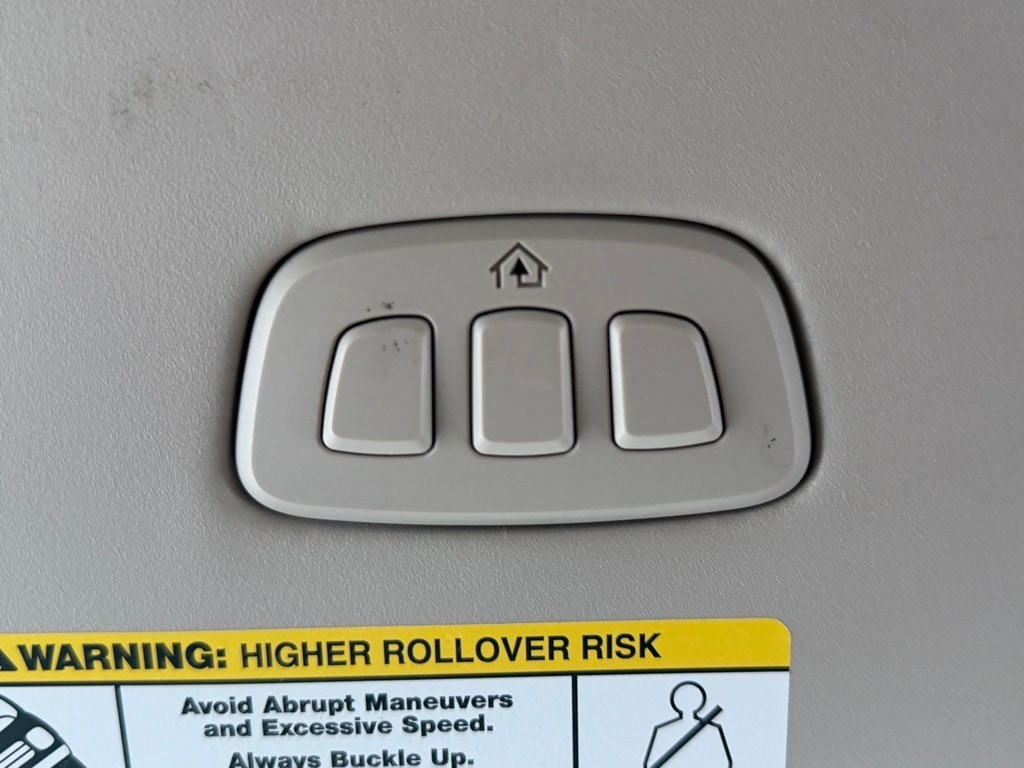 WARNING: HIGHER ROLLOVER RISK
Avoid Abrupt Maneuvers
and Excessive Speed.
Always Buckle Up.